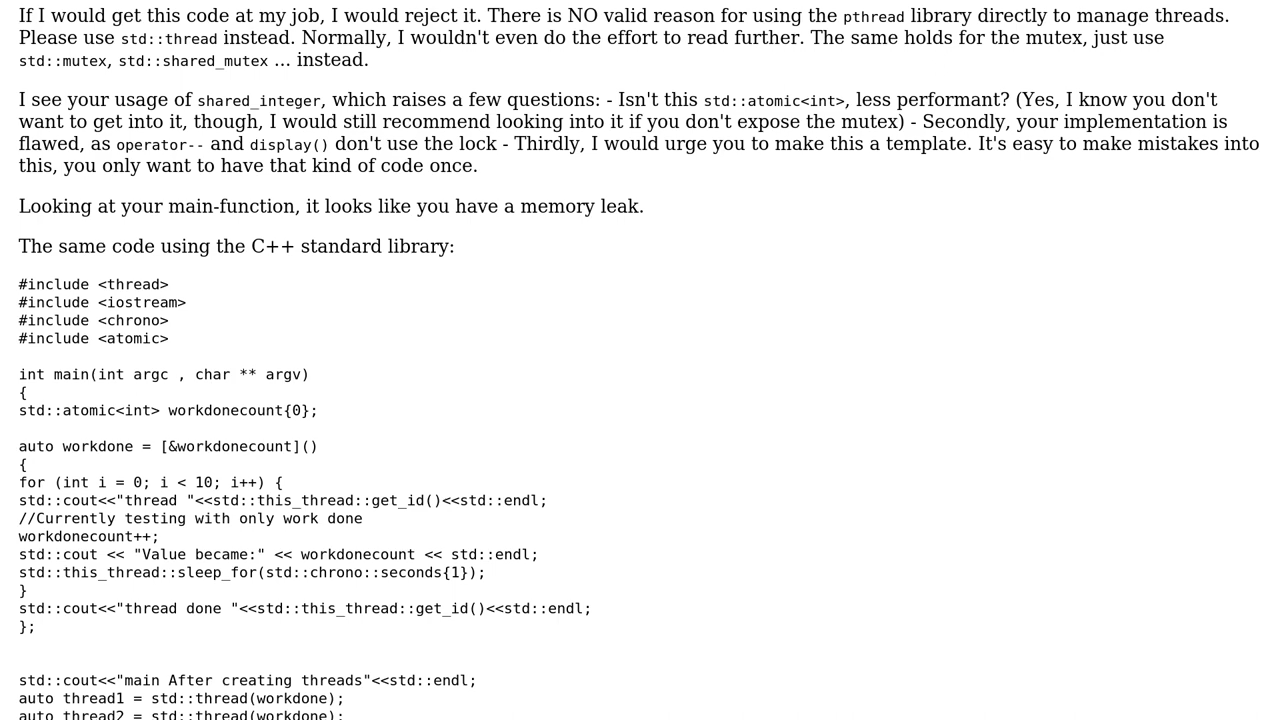 If I would get this code at my job, I would reject it. There is NO valid reason for using the pthread library directly to manage threads.
Please use std::thread instead. Normally, I wouldn't even do the effort to read further. The same holds for the mutex, just use
std::mutex, std::shared_mutex ... instead.
I see your usage of shared_integer, which raises a few questions: - Isn't this std::atomic<int>, less performant? (Yes, I know you don't
want to get into it, though, I would still recommend looking into it if you don't expose the mutex) - Secondly, your implementation is
flawed, as operator-- and display() don't use the lock - Thirdly, I would urge you to make this a template. It's easy to make mistakes into
this, you only want to have that kind of code once.
Looking at your main-function, it looks like you have a memory leak.
The same code using the C++ standard library:
#include <thread>
#include <iostream>
#include <chrono>
#include <atomic>
int main(int argc , char ** argv)
{
std::atomic<int> workdonecount{0};
auto workdone = [&workdonecount]()
{
for (int i = 0; i < 10; i++) {
std::cout<<"thread "<<std::this_thread::get_id()<<std::endl;
//Currently testing with only work done
workdonecount++;
std::cout << "Value became:" << workdonecount << std::endl;
std::this_thread::sleep_for(std::chrono::seconds{1});
}
std::cout<<"thread done "<<std::this_thread::get_id()<<std::endl;
};
std::cout<<"main After creating threads"<<std::endl;
auto thread1 = std::thread(workdone);
auto thread2 = std::thread(workdone);